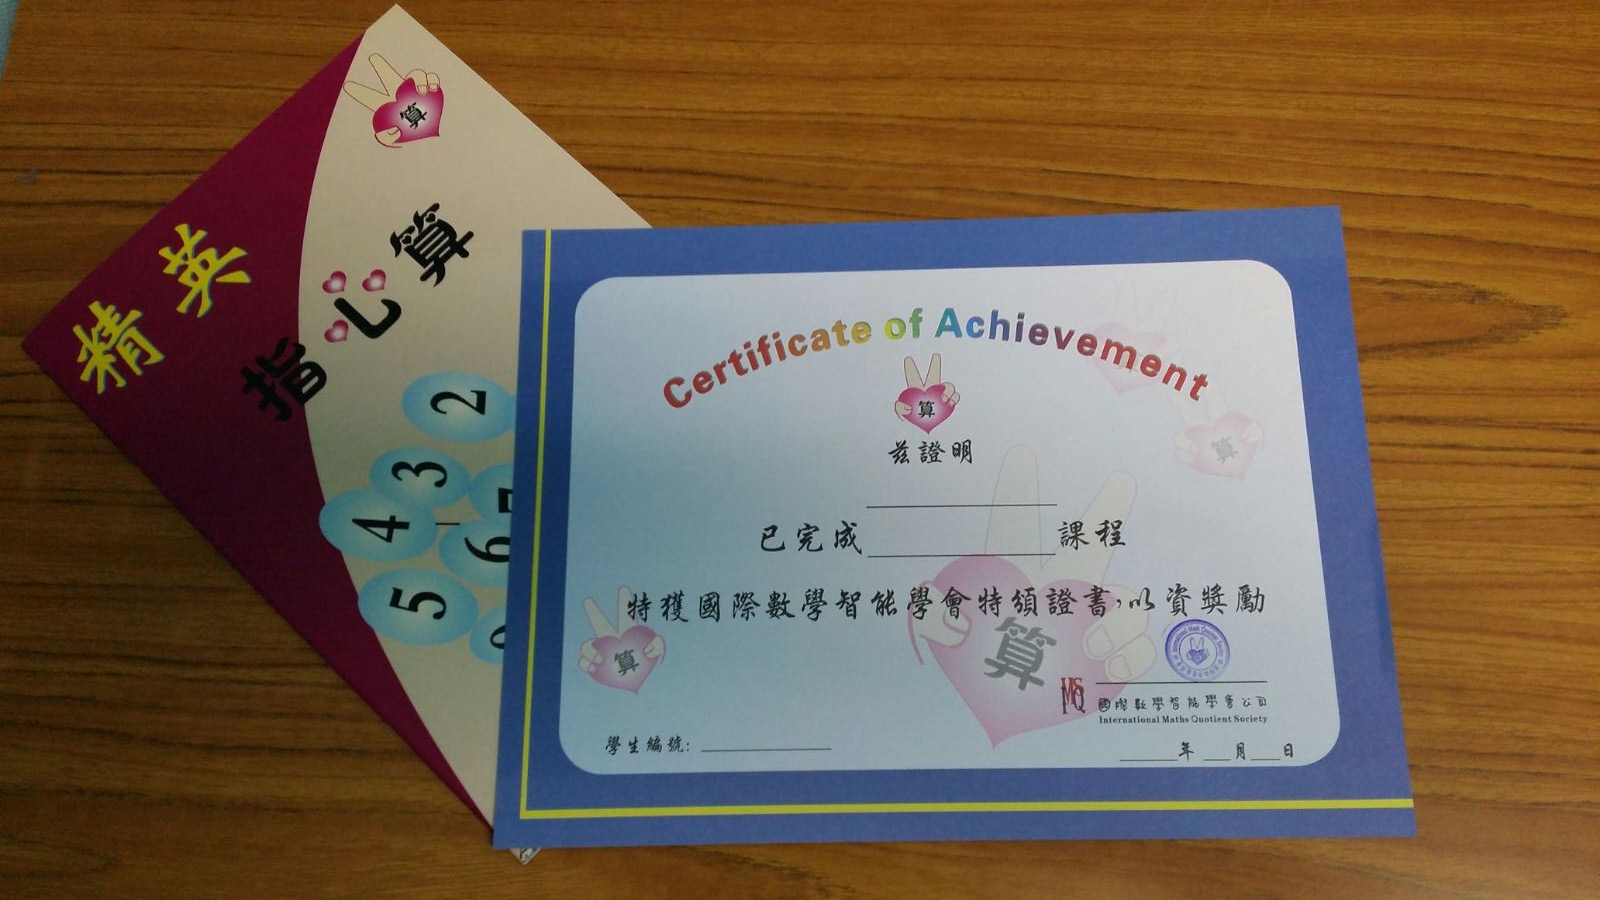 算
精英
指心算
2
3
4
6
5
Certificate of Achievement
算
茲證明
已完成 課程
特獲國際數學智能學會特頒證書,以資獎勵
算
算
算
MSQ
國際數學智能學會公司
International Maths Quotient Society
學生編號:
年 月 日